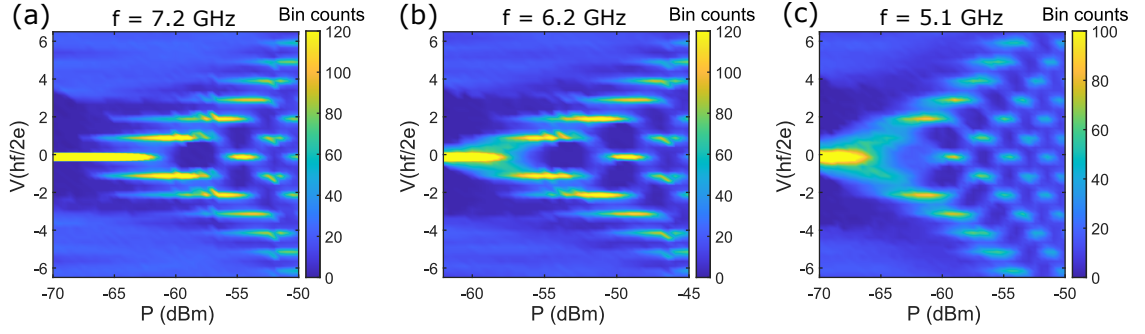 (a) f = 7.2 GHz Bin counts (b) f = 6.2 GHz Bin counts (c) f = 5.1 GHz Bin counts
6 120 6 120 6 100
4 100 4 100 4 80
2 80 2 80 2 60
V(hf/2e) 0 60 V(hf/2e) 0 60 V(hf/2e) 0
-2 40 -2 40 -2 40
-4 20 -4 20 -4 20
-6 0 -6 0 -6 0
-70 -65 -60 -55 -50 -60 -55 -50 -45 -70 -65 -60 -55 -50
P (dBm) P (dBm) P (dBm)